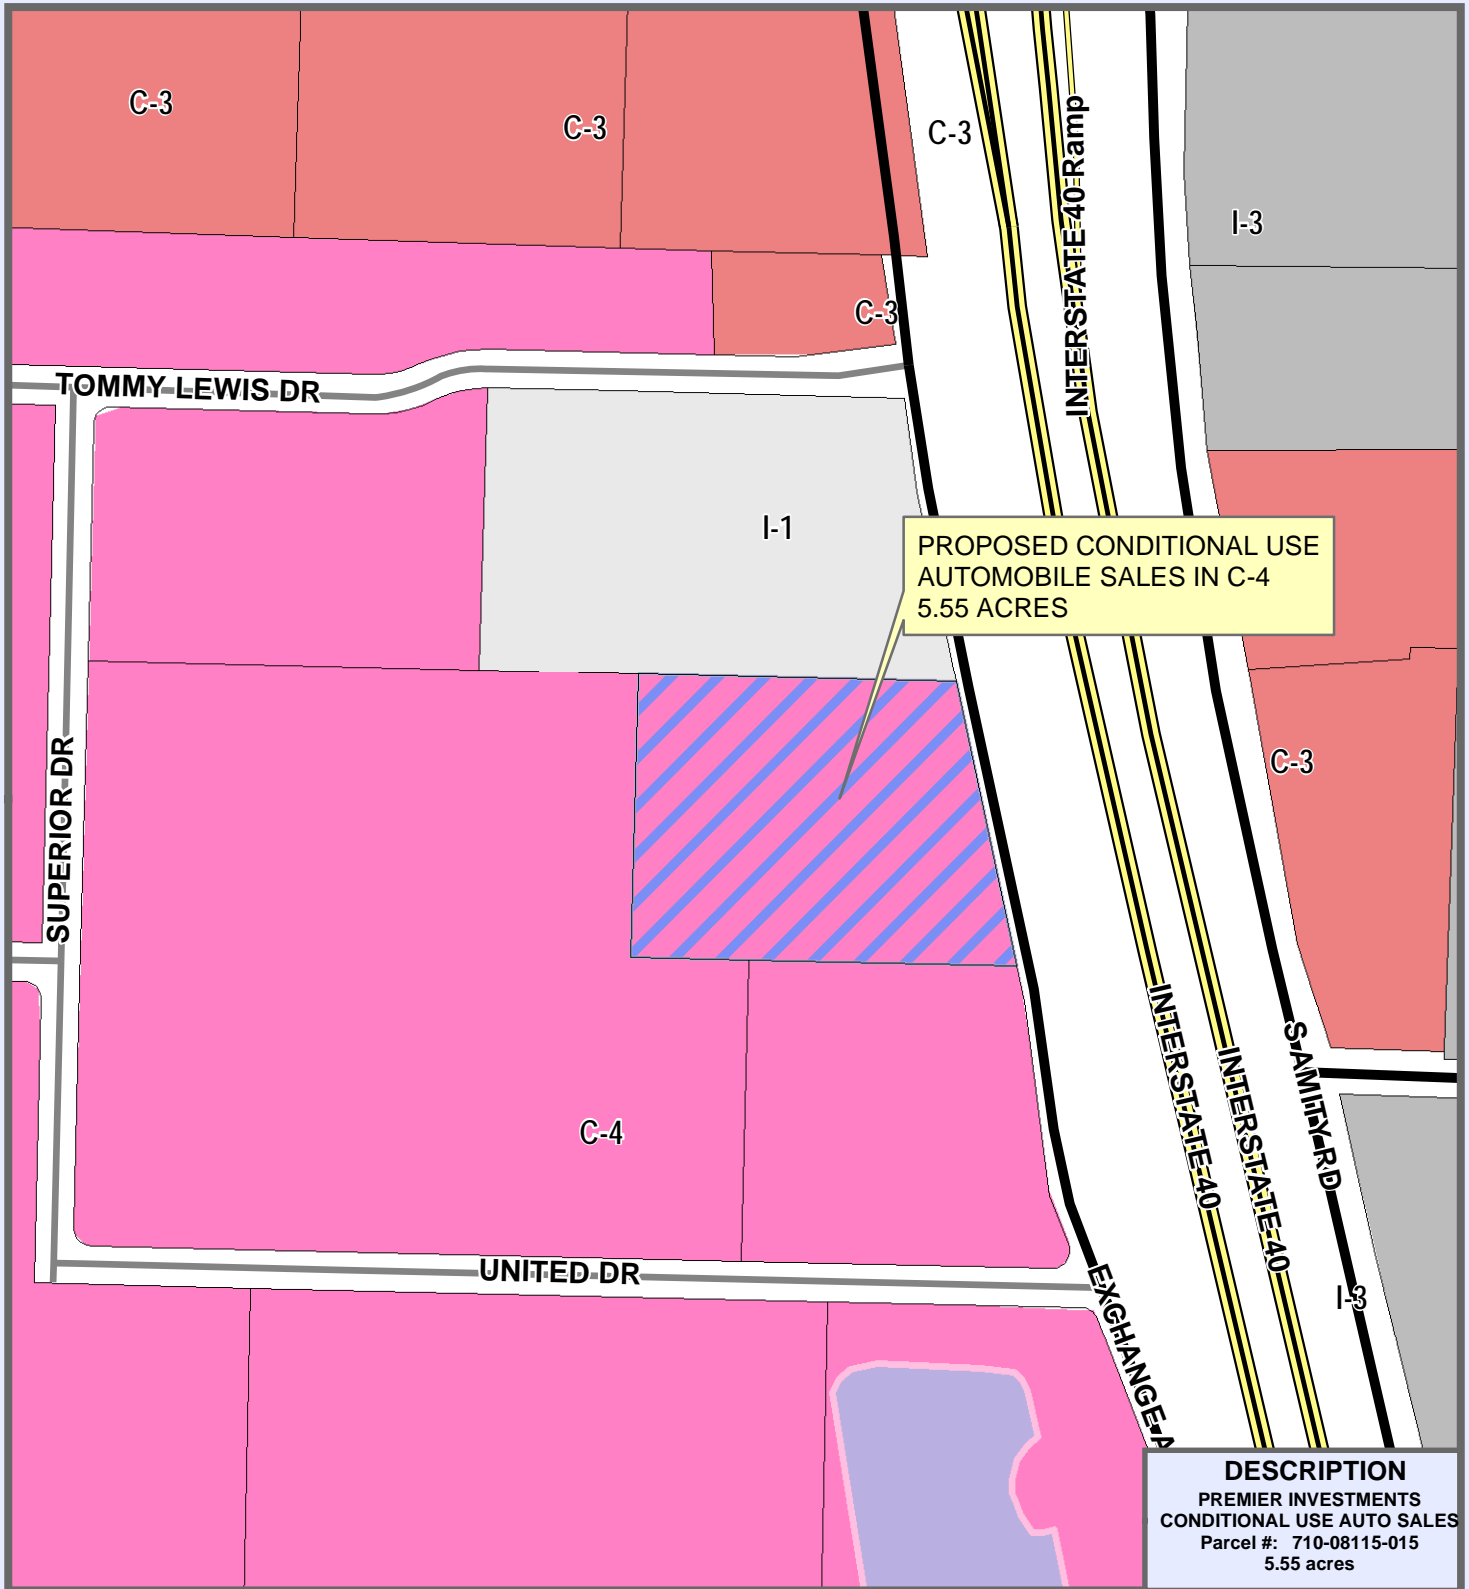 C-3
C-3
C-3
INTERSTATE 40 Ramp
I-3
C-3
TOMMY LEWIS DR
I-1
PROPOSED CONDITIONAL USE
AUTOMOBILE SALES IN C-4
5.55 ACRES
SUPERIOR DR
C-3
INTERSTATE 40
INTERSTATE 40
S AMITY RD
C-4
UNITED DR
EXCHANGE A
I-3
DESCRIPTION
PREMIER INVESTMENTS
CONDITIONAL USE AUTO SALES
Parcel #: 710-08115-015
5.55 acres